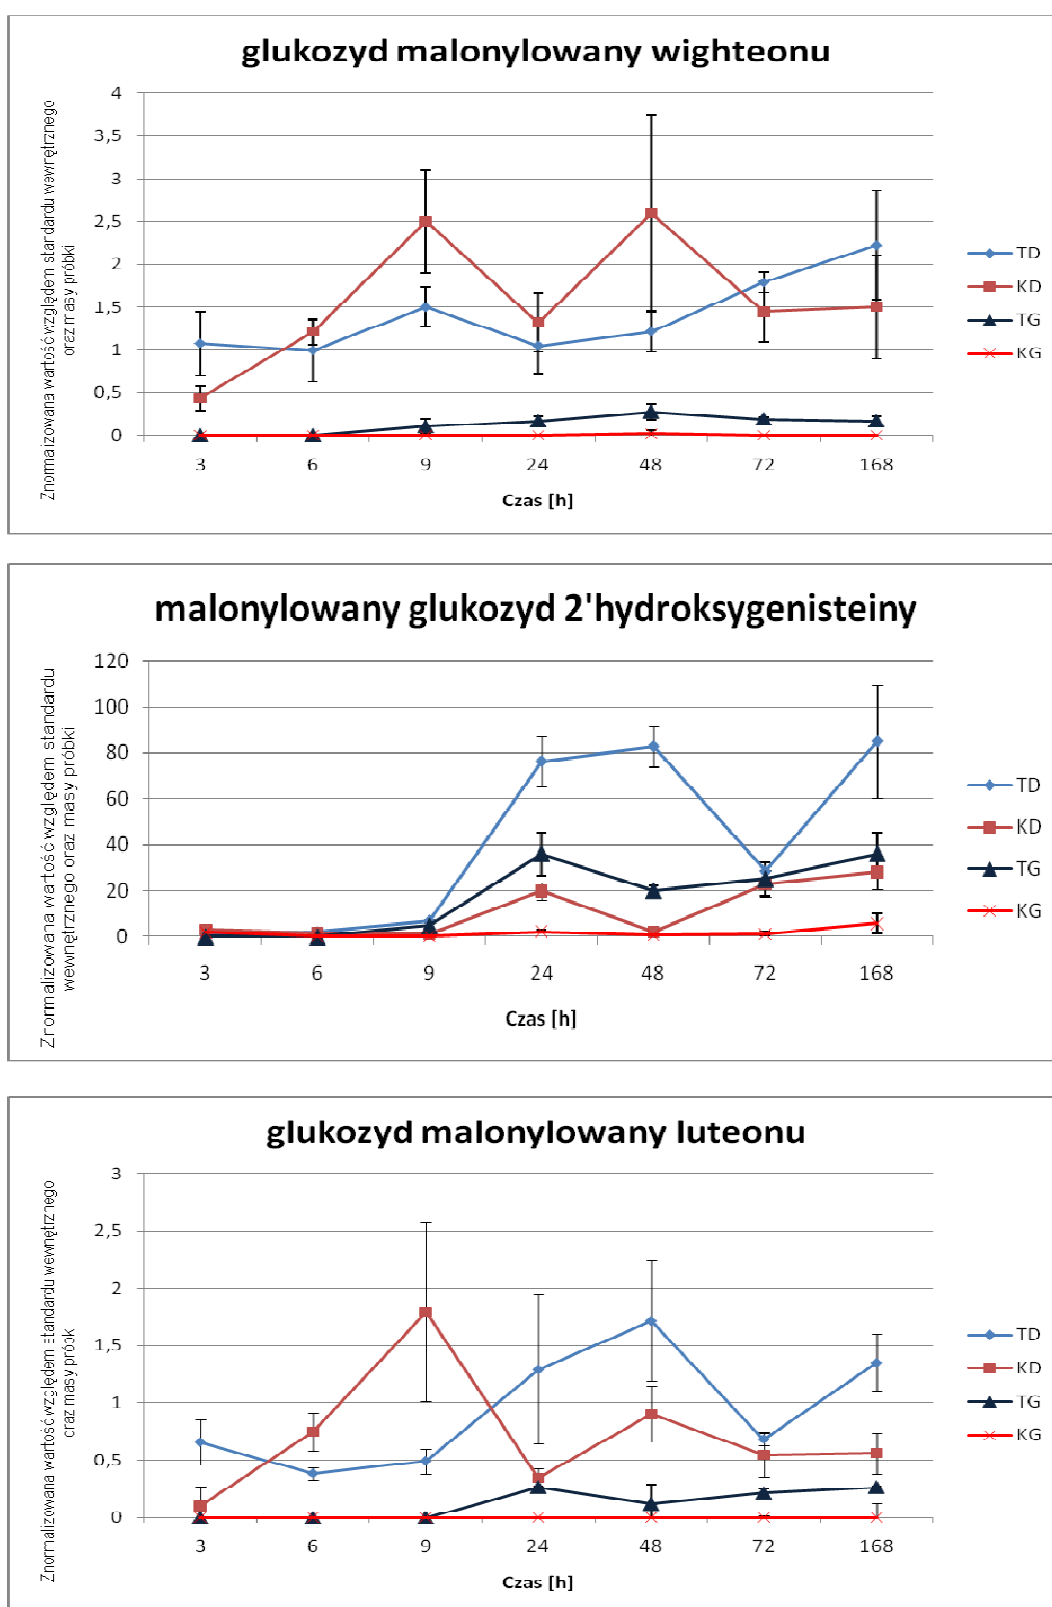 glukozyd malonylowany wighteonu
Znormalizowana wartość względem standardu wewnętrznego
oraz masy próbki
4
3,5
3
2,5
2
1,5
1
0,5
0
3 6 9 24 48 72 168
Czas [h]
TD
KD
TG
KG
malonylowany glukozyd 2'hydroksygenisteiny
Znormalizowana wartość względem standardu
wewnętrznego oraz masy próbki
120
100
80
60
40
20
0
3 6 9 24 48 72 168
Czas [h]
TD
KD
TG
KG
glukozyd malonylowany luteonu
Znormalizowana wartość względem standardu wewnętrznego
oraz masy próbk
3
2,5
2
1,5
1
0,5
0
3 6 9 24 48 72 168
Czas [h]
TD
KD
TG
KG